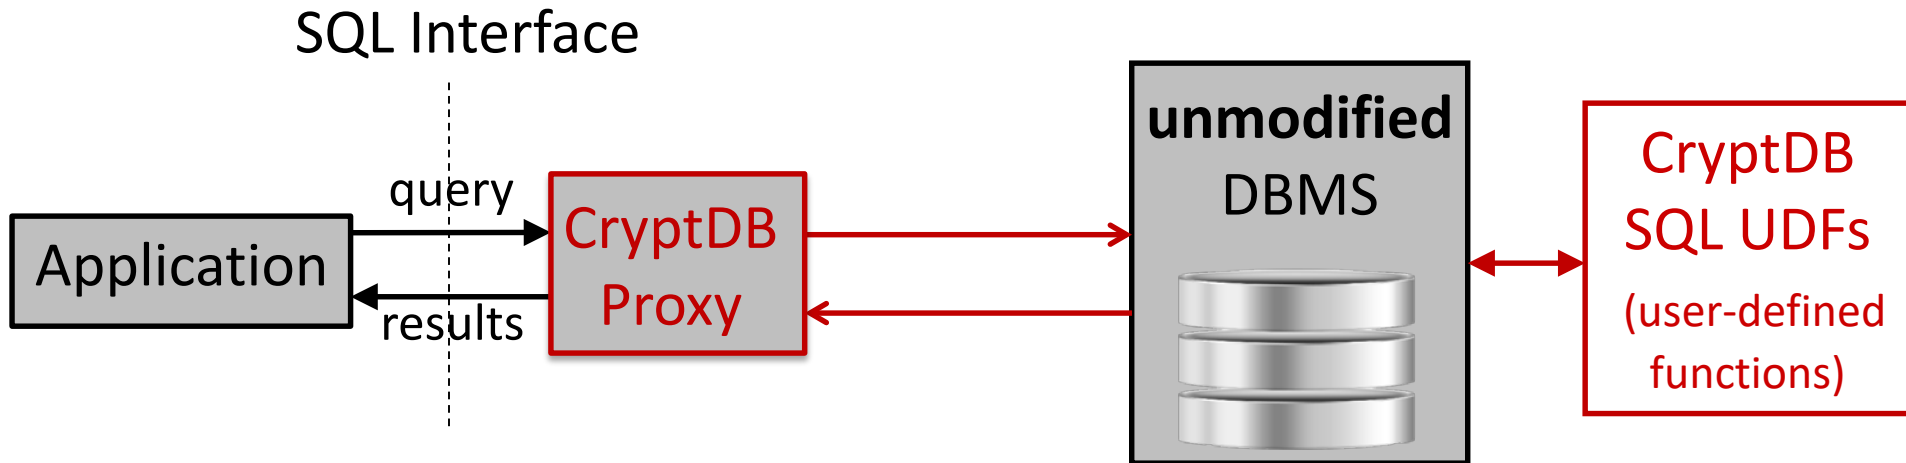 SQL Interface
query
Application
results
CryptDB
Proxy
unmodified
DBMS
CryptDB
SQL UDFs
(user-defined
functions)